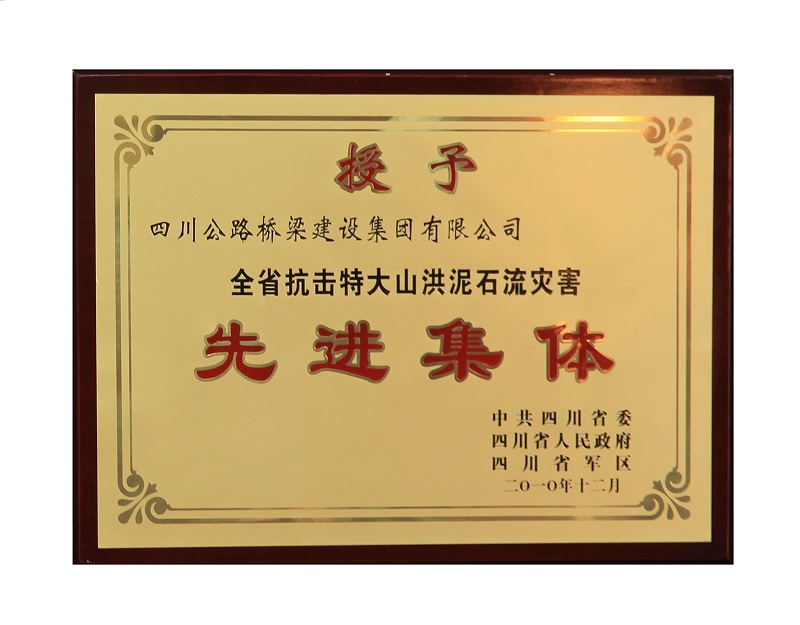 授予
四川公路桥梁建设集团有限公司
全省抗击特大山洪泥石流灾害
先进集体
中共四川省委
四川省人民政府
四川省军区
二〇一〇年十二月